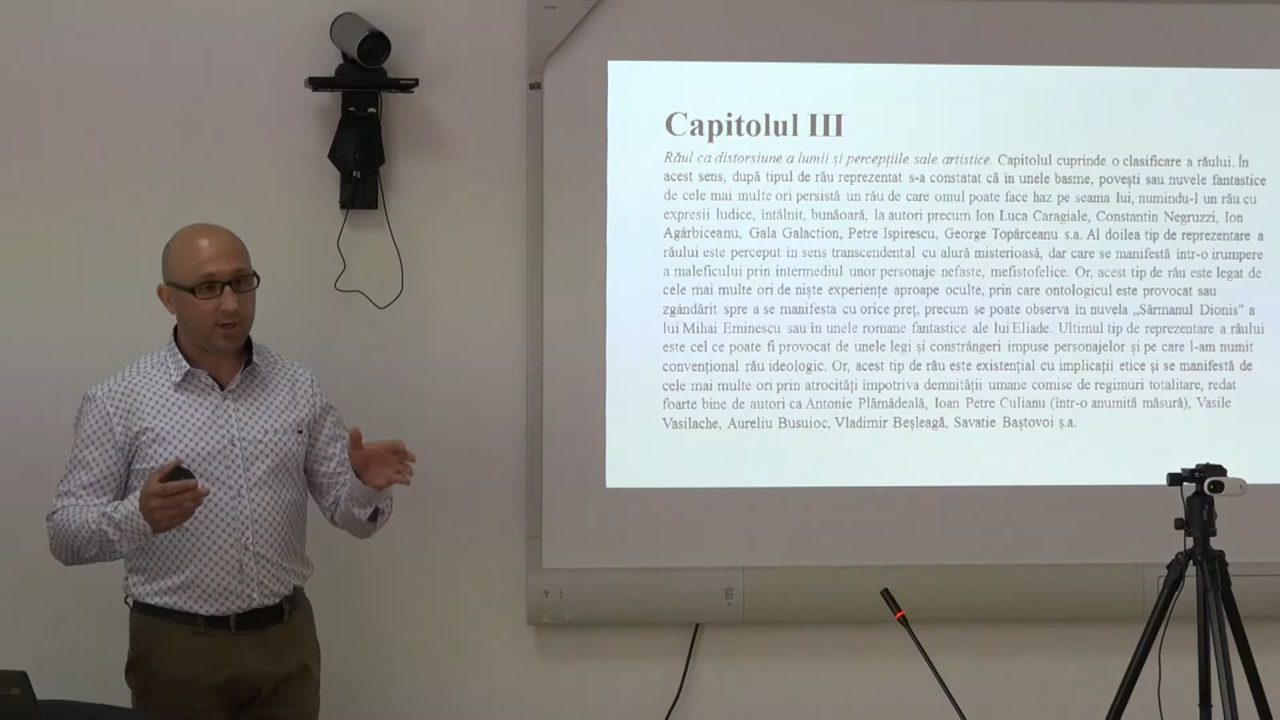 Capitolul III
Răul ca distorsiune a lumii și percepțiile sale artistice. Capitolul cuprinde o clasificare a răului. În
acest sens, după tipul de rău reprezentat s-a constatat că in unele basme, povești sau nuvele fantastice
de cele mai multe ori persistă un rău de care omul poate face haz pe seama lui, numindu-l un rău cu
expresii ludice, întâlnit, bunăoară, la autori precum Ion Luca Caragiale, Constantin Negruzzi, Ion
Agârbiceanu, Gala Galaction, Petre Ispirescu, George Topârceanu s.a. Al doilea tip de reprezentare a
răului este perceput in sens transcendental cu alură misterioasă, dar care se manifestă într-o irumpere
a maleficului prin intermediul unor personaje nefaste, mefistofelice. Or, acest tip de rău este legat de
cele mai multe ori de niște experiențe aproape oculte, prin care ontologicul este provocat sau
zgândărit spre a se manifesta cu orice preț, precum se poate observa in nuvela „Sărmanul Dionis” a
lui Mihai Eminescu sau în unele romane fantastice ale lui Eliade. Ultimul tip de reprezentare a răului
este cel ce poate fi provocat de unele legi și constrângeri impuse personajelor și pe care l-am numit
convențional rău ideologic. Or, acest tip de rău este existențial cu implicații etice și se manifestă de
cele mai multe ori prin atrocități impotriva demnității umane comise de regimuri totalitare, redat
foarte bine de autori ca Antonie Plămădeală, Ioan Petre Culianu (într-o anumită măsură), Vasile
Vasilache, Aureliu Busuioc, Vladimir Beșleagă, Savatie Baștovoi ș.a.